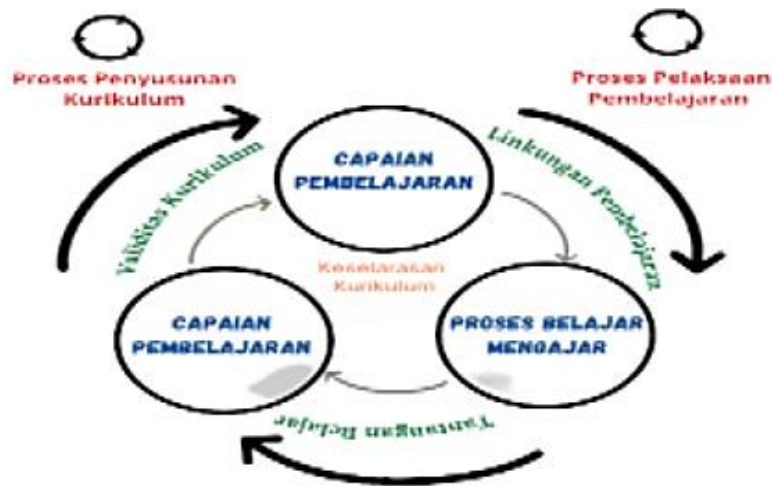 Proses Penyusunan
Kurikulum
Proses Pelaksaan
Pembelajaran
Validitas Kurikulum
CAPAIAN
PEMBELAJARAN
Linkungan Pembelajaran
Keselarasan
Kurikulum
CAPAIAN
PEMBELAJARAN
PROSES BELAJAR
MENGAJAR
Tantangan Belajar